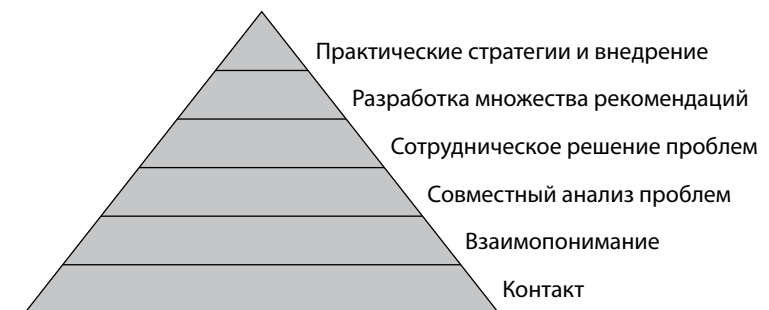 Практические стратегии и внедрение
Разработка множества рекомендаций
Сотрудническое решение проблем
Совместный анализ проблем
Взаимопонимание
Контакт